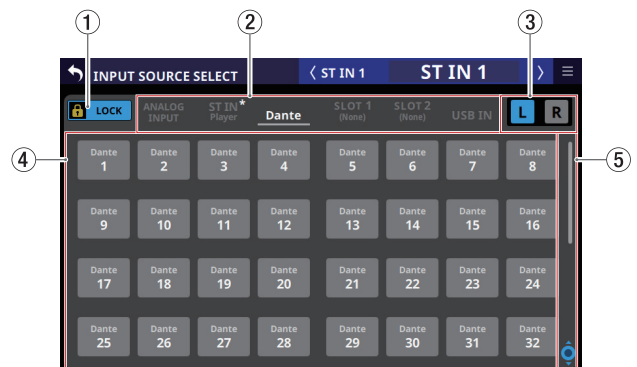 1 2 3
INPUT SOURCE SELECT ST IN 1 ST IN 1
LOCK ANALOG INPUT ST IN* Player Dante SLOT 1 (None) SLOT 2 (None) USB IN L R
4 5
Dante 1 Dante 2 Dante 3 Dante 4 Dante 5 Dante 6 Dante 7 Dante 8
Dante 9 Dante 10 Dante 11 Dante 12 Dante 13 Dante 14 Dante 15 Dante 16
Dante 17 Dante 18 Dante 19 Dante 20 Dante 21 Dante 22 Dante 23 Dante 24
Dante 25 Dante 26 Dante 27 Dante 28 Dante 29 Dante 30 Dante 31 Dante 32